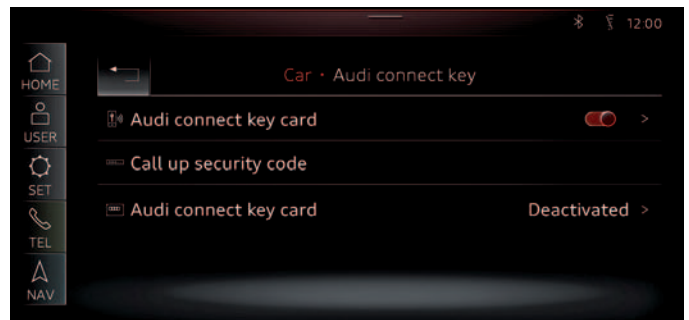 12:00
HOME
USER
SET
TEL
NAV
Car · Audi connect key
Audi connect key card >
Call up security code
Audi connect key card Deactivated >